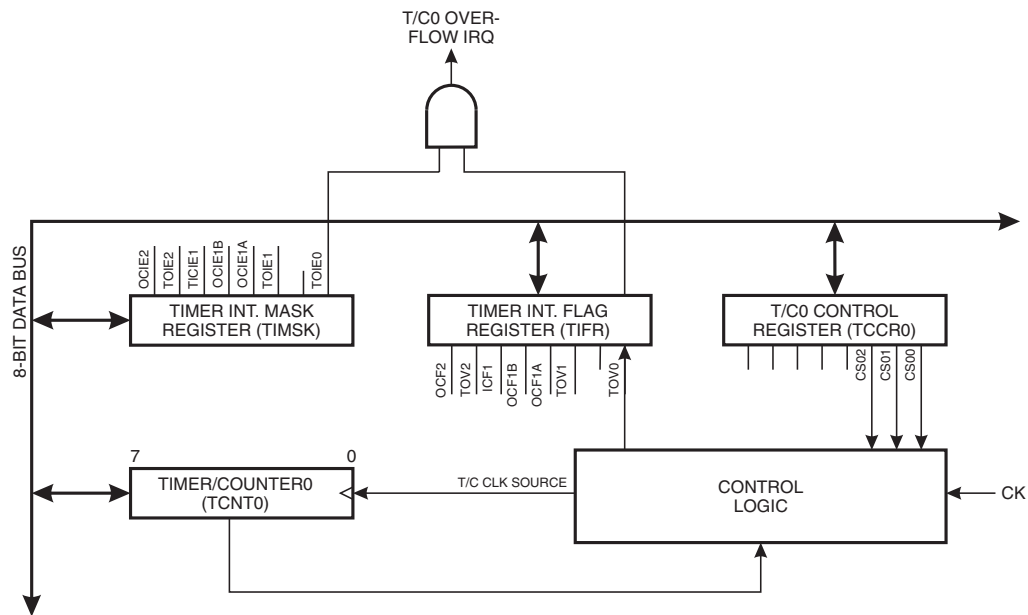 T/C0 OVER-
FLOW IRQ
8-BIT DATA BUS
OCIE2
TOIE2
TICIE1
OCIE1B
OCIE1A
TOIE1
TOIE0
TIMER INT. MASK
REGISTER (TIMSK)
TIMER INT. FLAG
REGISTER (TIFR)
T/C0 CONTROL
REGISTER (TCCR0)
OCF2
TOV2
ICF1
OCF1B
OCF1A
TOV1
TOV0
CS02
CS01
CS00
7
0
TIMER/COUNTER0
(TCNT0)
T/C CLK SOURCE
CONTROL
LOGIC
CK